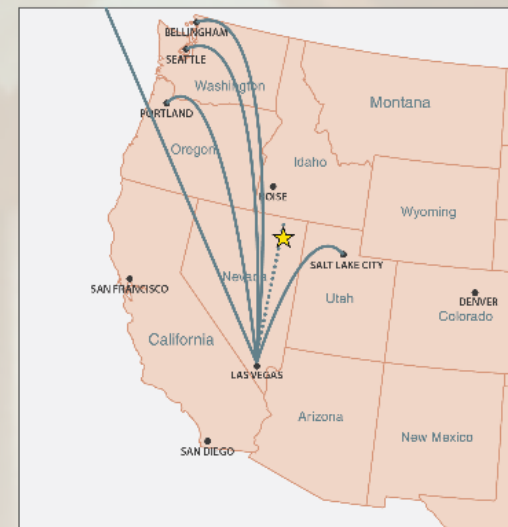 BELLINGHAM
SEATTLE
Washington
Montana
PORTLAND
Oregon
Idaho
NOISE
Wyoming
Nevada
SALT LAKE CITY
SAN FRANCISCO
Utah
DENVER
Colorado
California
LAS VEGAS
Arizona
New Mexico
SAN DIEGO